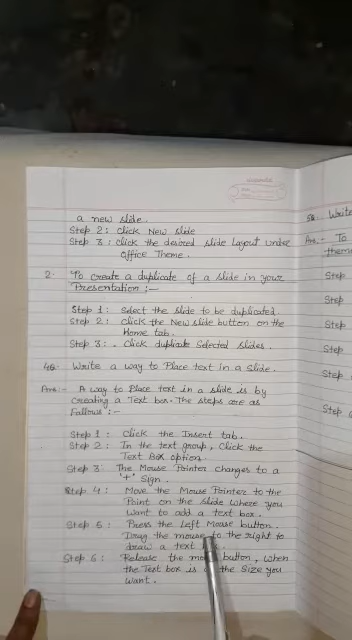 a new slide.
Step 2: Click New slide
Step 3: Click the desired slide Layout under
Office Theme.
2. To create a duplicate of a slide in your
Presentation :-
Step 1: Select the slide to be duplicated.
Step 2: Click the New slide button on the
Home tab.
Step 3: Click duplicate Selected slides.
4Q. Write a way to Place text in a slide.
Ans:- A way to Place text in a slide is by
creating a Text box. The steps are as
Follows :-
Step 1: Click the Insert tab.
Step 2: In the text group, Click the
Text Box option.
Step 3: The Mouse Pointer changes to a
"+" Sign.
Step 4: Move the Mouse Pointer to the
Point on the slide where you
Want to add a text box.
Step 5: Press the Left Mouse button.
Drag the mouse to the right to
draw a text
Step 6: Release the button, When
the Text box is the Size you
Want.
5Q. Write
Ans.- To
theme
Step
Step
Step
Step
Step
Step